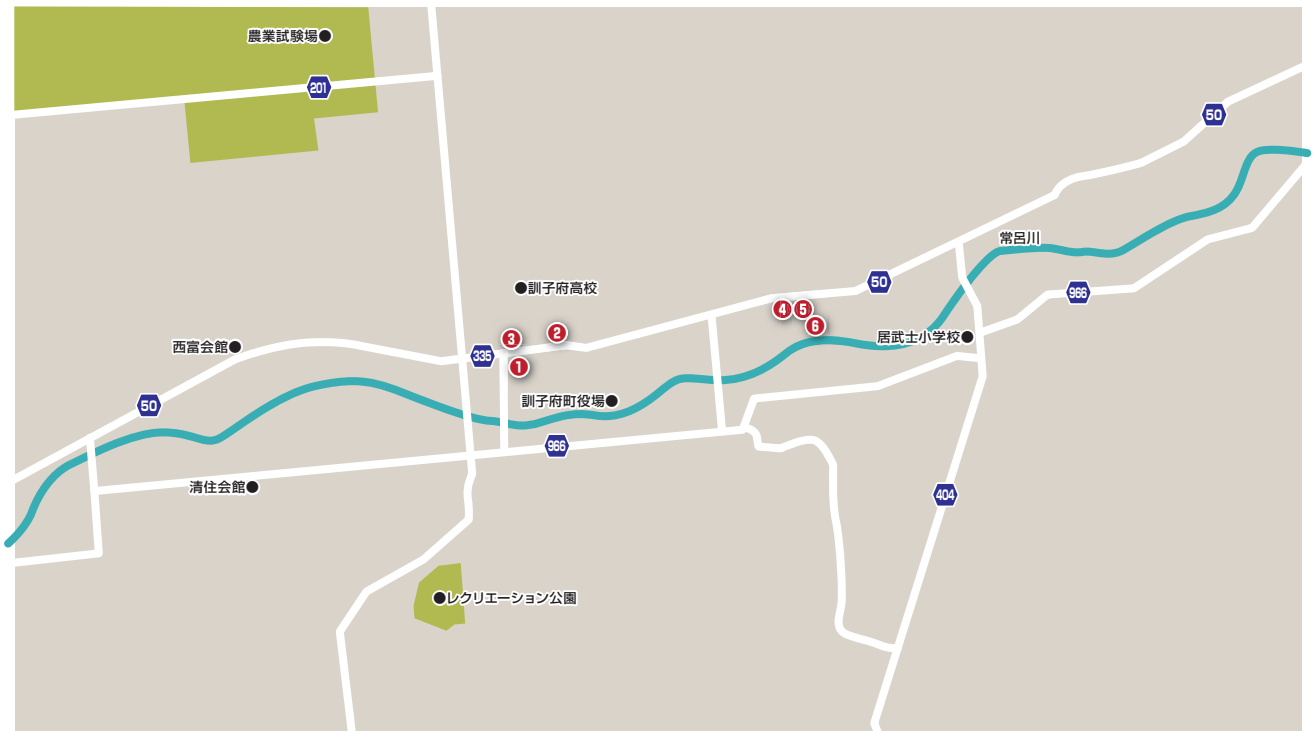 農業試験場
201
50
常呂川
訓子府高校
50
966
4
5
6
2
3
居武士小学校
西富会館
335
1
訓子府町役場
50
966
清住会館
404
レクリエーション公園